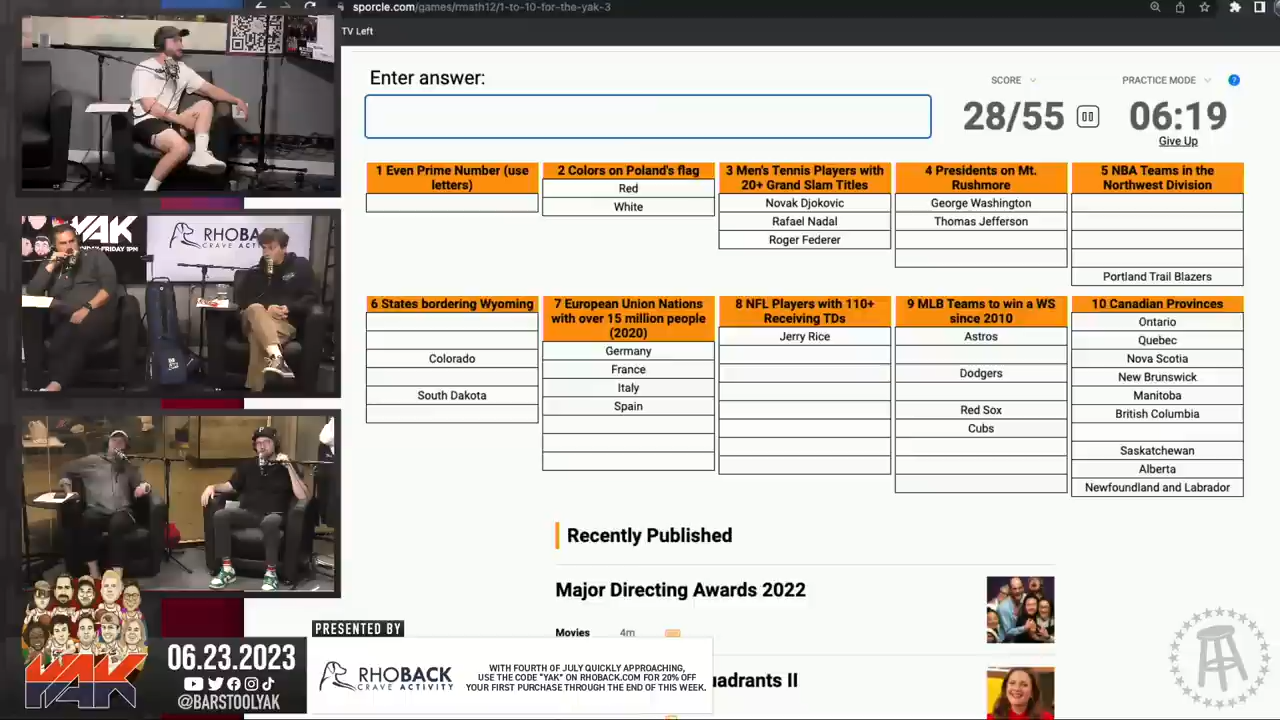 sporcle.com/games/rmath12/1-to-10-for-the-yak-3
TV Left
Enter answer:
SCORE
PRACTICE MODE
?
28/55
06:19
Give Up
1 Even Prime Number (use letters)
2 Colors on Poland's flag
Red
White
3 Men's Tennis Players with 20+ Grand Slam Titles
Novak Djokovic
Rafael Nadal
Roger Federer
4 Presidents on Mt. Rushmore
George Washington
Thomas Jefferson
5 NBA Teams in the Northwest Division
Portland Trail Blazers
6 States bordering Wyoming
Colorado
South Dakota
7 European Union Nations with over 15 million people (2020)
Germany
France
Italy
Spain
8 NFL Players with 110+ Receiving TDs
Jerry Rice
9 MLB Teams to win a WS since 2010
Astros
Dodgers
Red Sox
Cubs
10 Canadian Provinces
Ontario
Quebec
Nova Scotia
New Brunswick
Manitoba
British Columbia
Saskatchewan
Alberta
Newfoundland and Labrador
Recently Published
Major Directing Awards 2022
Movies 4m
uadrants II
YAK
RHOBACK
CRAVE ACTIVITY
PRESENTED BY
YAK
06.23.2023
@BARSTOOLYAK
RHOBACK
CRAVE ACTIVITY
WITH FOURTH OF JULY QUICKLY APPROACHING,
USE THE CODE "YAK" ON RHOBACK.COM FOR 20% OFF
YOUR FIRST PURCHASE THROUGH THE END OF THIS WEEK.